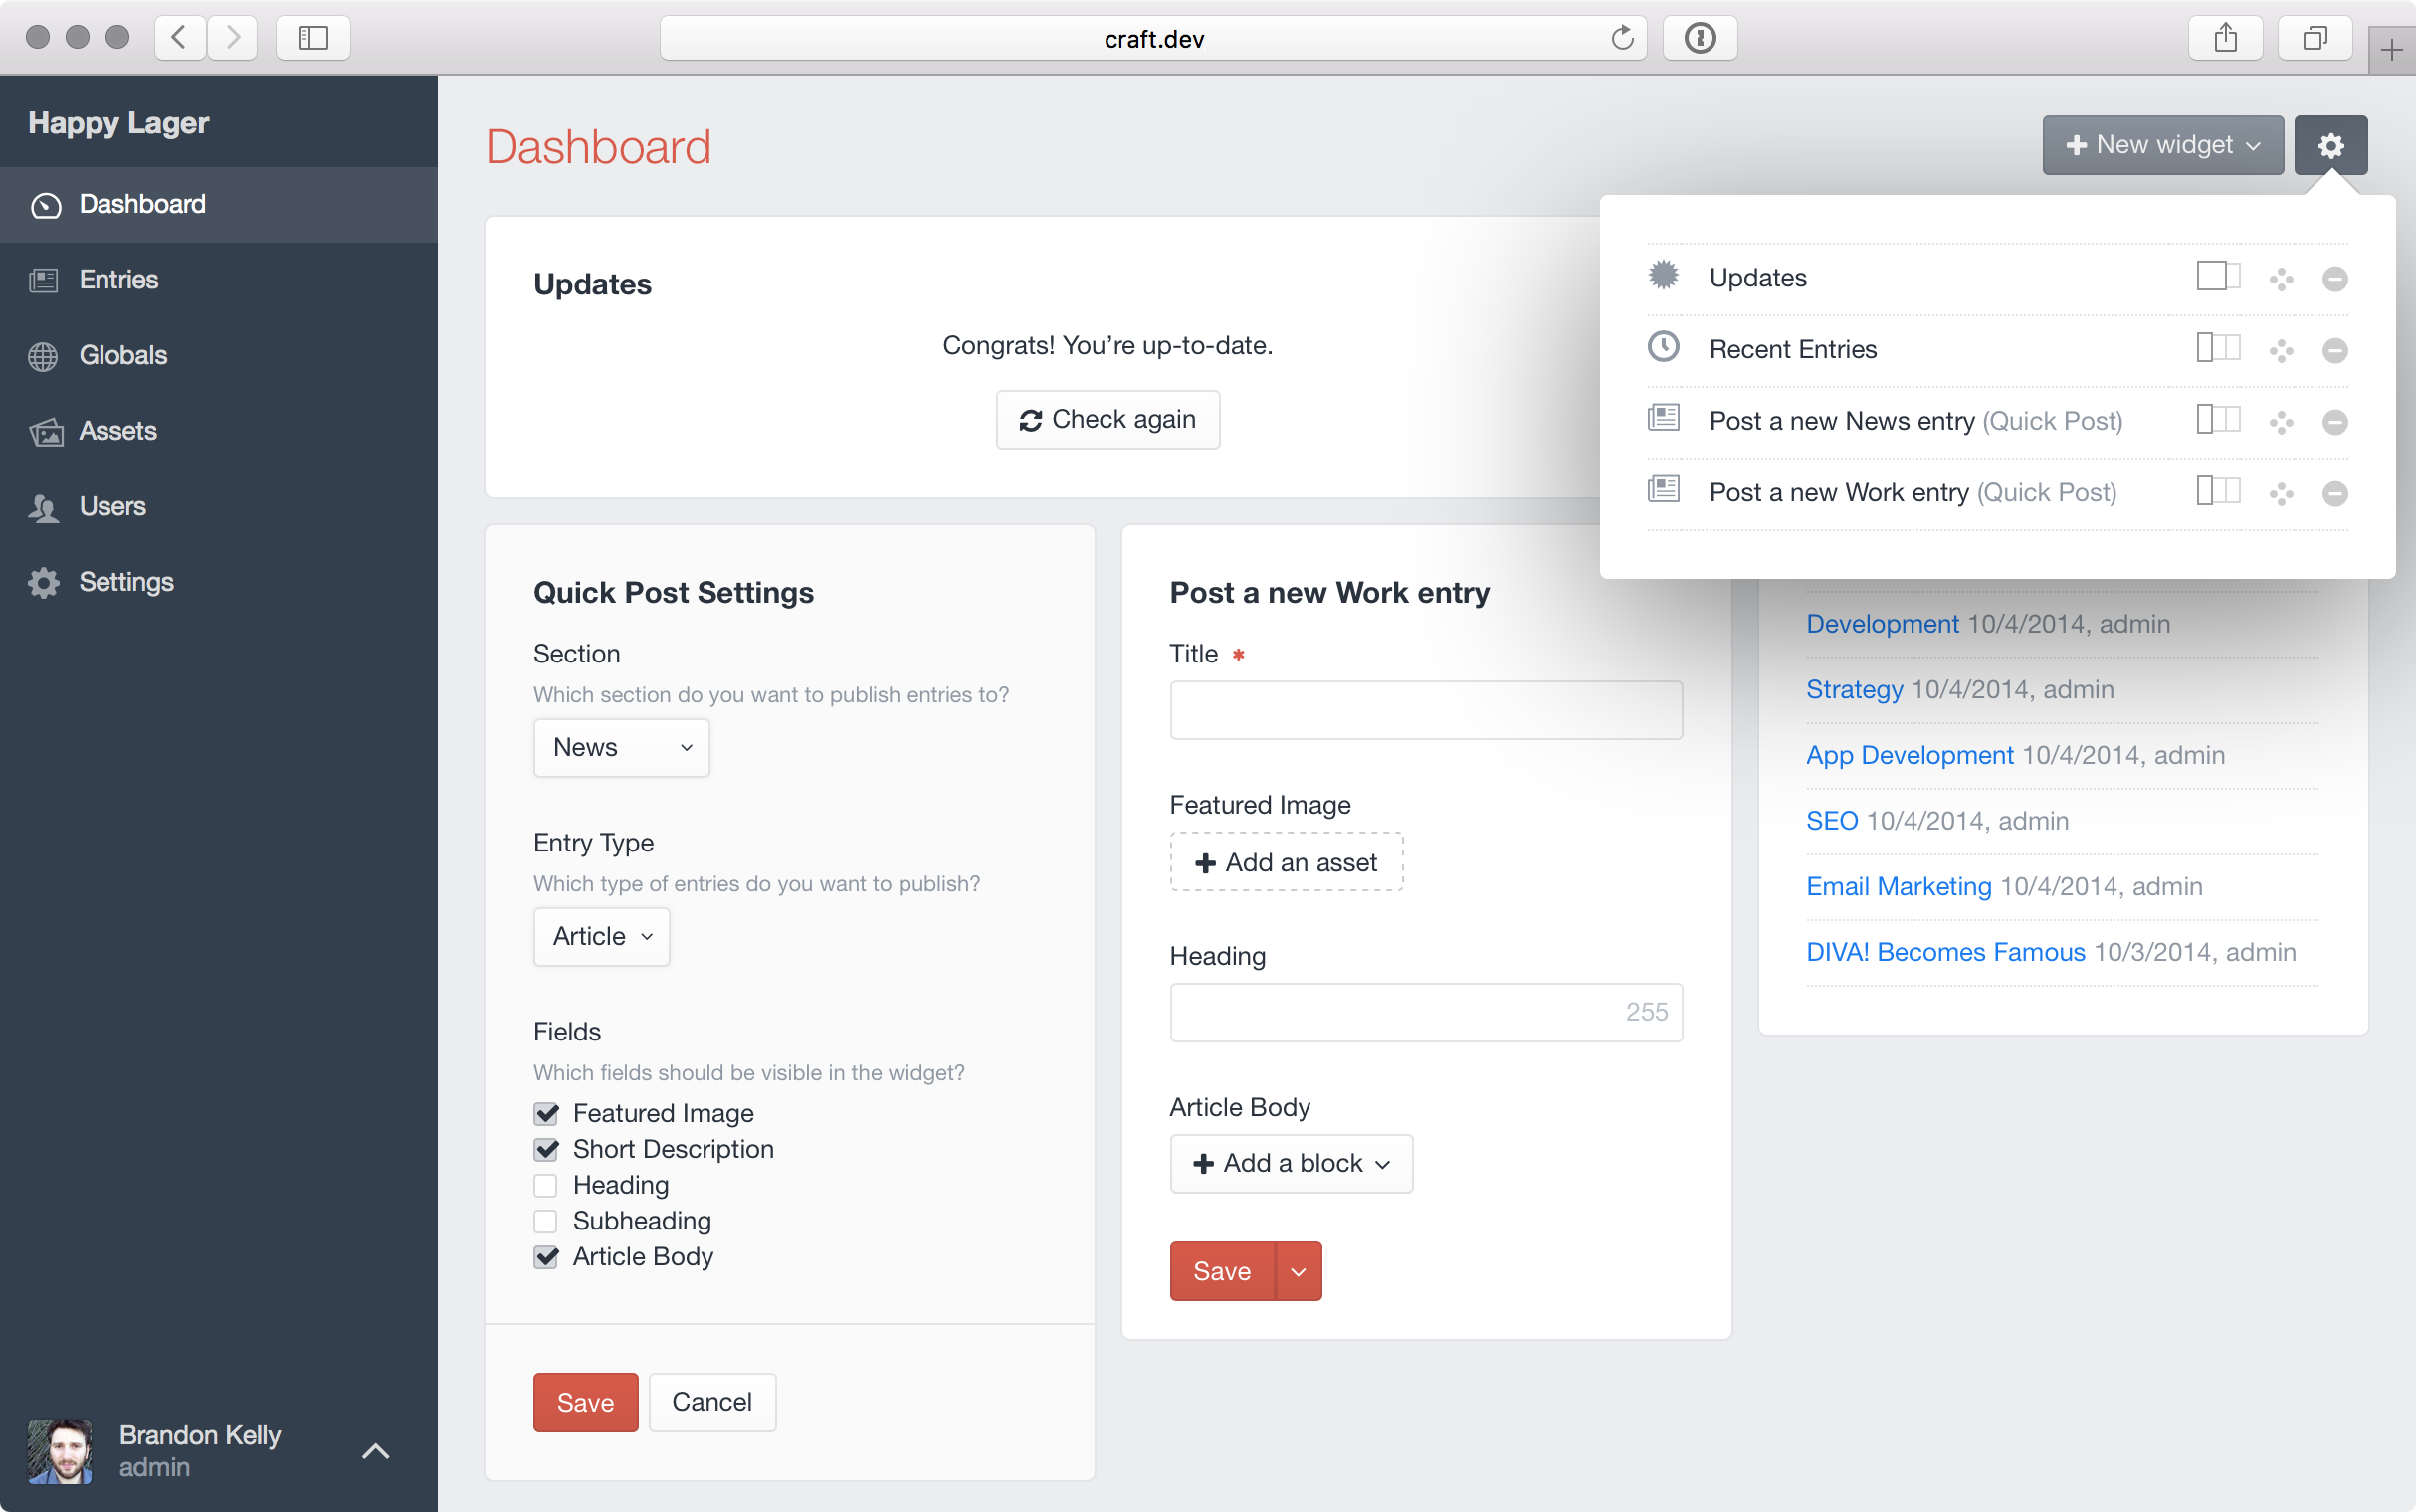 craft.dev
Happy Lager
Dashboard
Entries
Globals
Assets
Users
Settings
Brandon Kelly
admin
Dashboard
New widget
Updates
Congrats! You’re up-to-date.
Check again
Updates
Recent Entries
Post a new News entry (Quick Post)
Post a new Work entry (Quick Post)
Quick Post Settings
Section
Which section do you want to publish entries to?
News
Entry Type
Which type of entries do you want to publish?
Article
Fields
Which fields should be visible in the widget?
Featured Image
Short Description
Heading
Subheading
Article Body
Save
Cancel
Post a new Work entry
Title *
Featured Image
Add an asset
Heading
255
Article Body
Add a block
Save
Development 10/4/2014, admin
Strategy 10/4/2014, admin
App Development 10/4/2014, admin
SEO 10/4/2014, admin
Email Marketing 10/4/2014, admin
DIVA! Becomes Famous 10/3/2014, admin